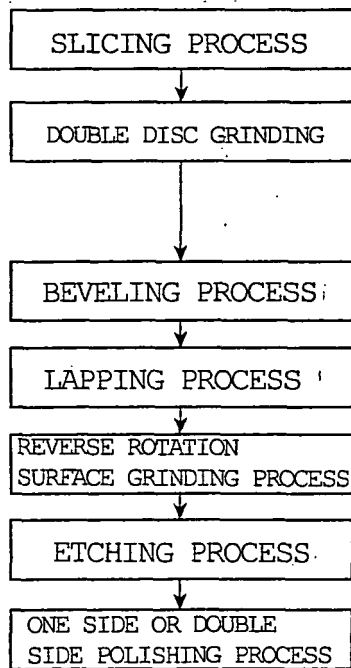 SLICING PROCESS
DOUBLE DISC GRINDING
BEVELING PROCESS
LAPPING PROCESS
REVERSE ROTATION
SURFACE GRINDING PROCESS
ETCHING PROCESS
ONE SIDE OR DOUBLE
SIDE POLISHING PROCESS